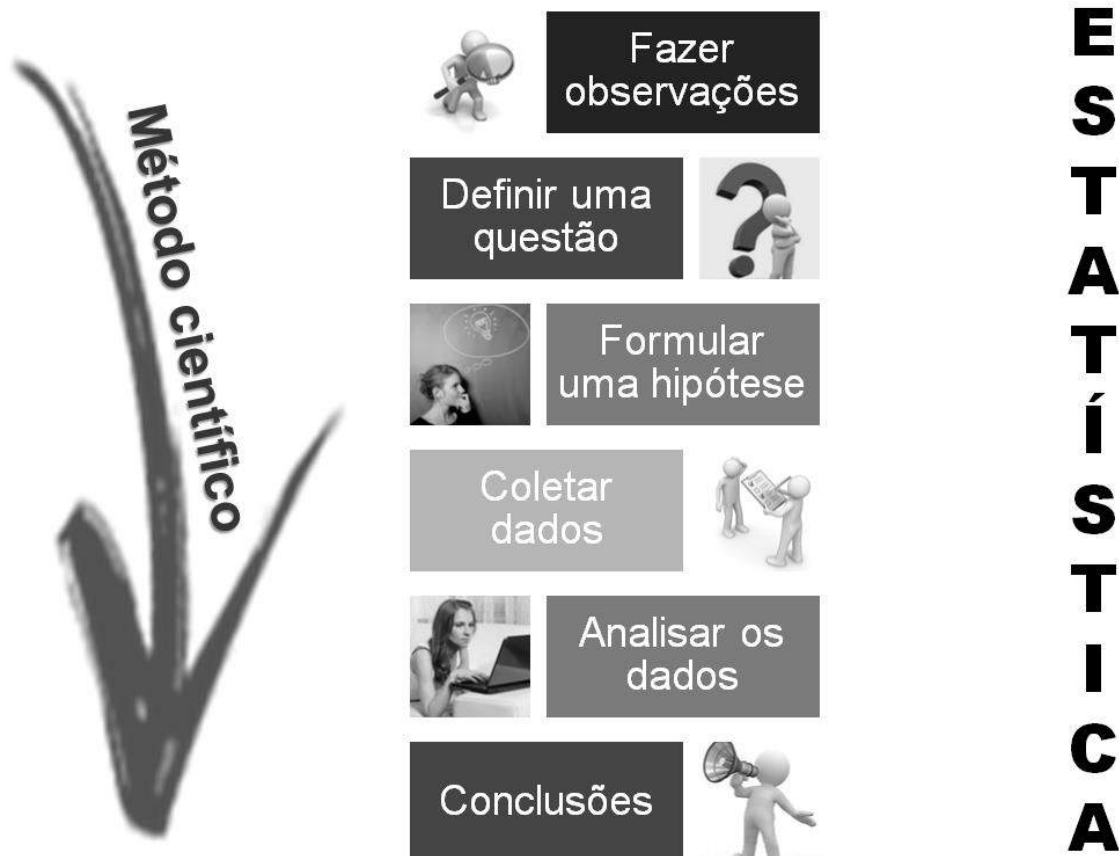 Método científico
Fazer
observações
Definir uma
questão
Formular
uma hipótese
Coletar
dados
Analisar os
dados
Conclusões
E
S
T
A
T
Í
S
T
I
C
A